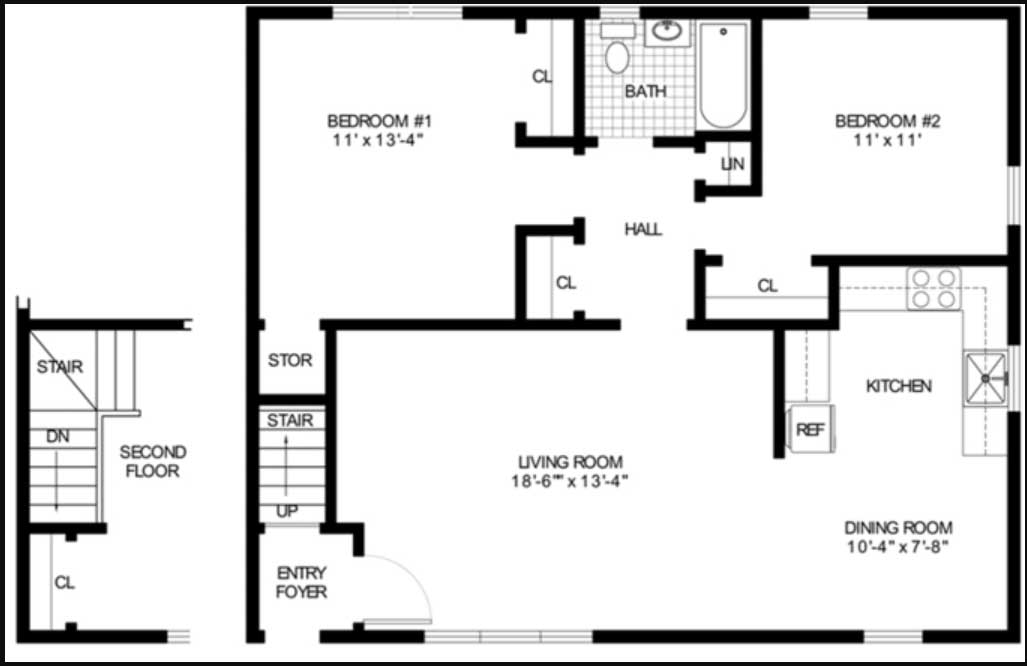 CL
BATH
BEDROOM #1
11' x 13'-4"
BEDROOM #2
11' x 11'
LIN
HALL
CL
CL
STOR
STAIR
STAIR
KITCHEN
UP
DN
SECOND
FLOOR
REF
LIVING ROOM
18'-6"" x 13'-4"
DINING ROOM
10'-4" x 7'-8"
ENTRY
FOYER
CL